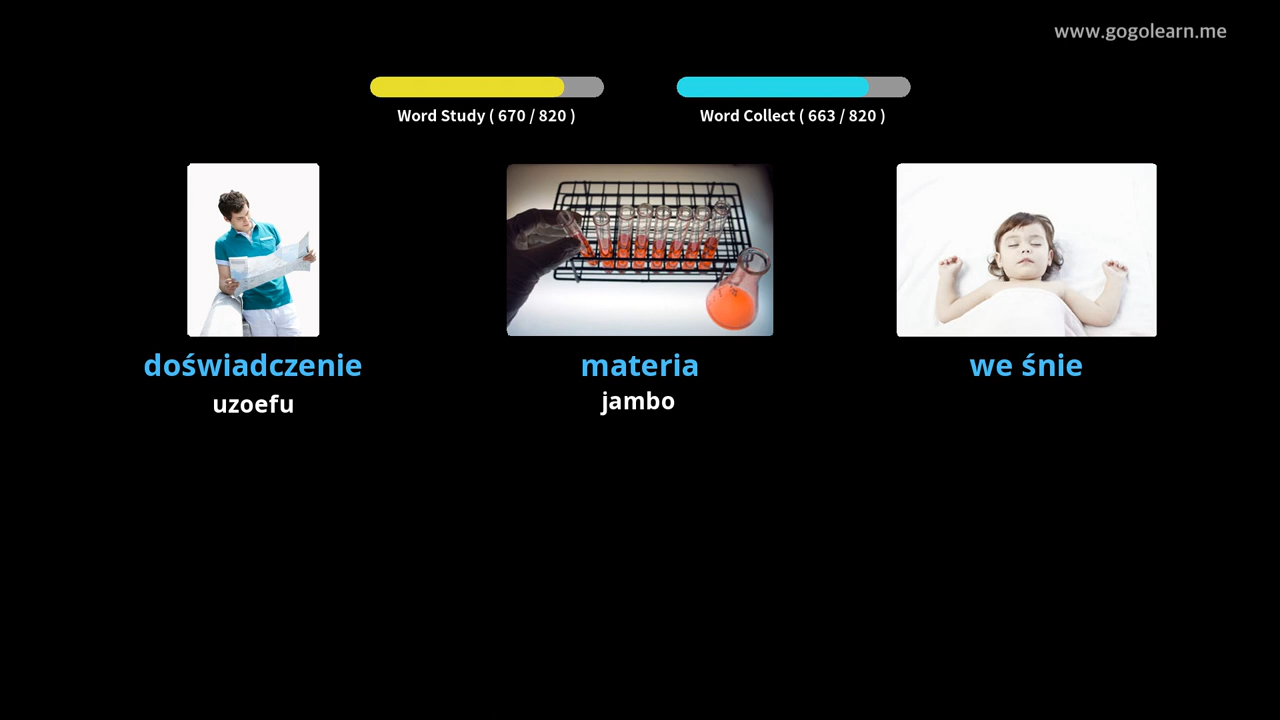 www.gogolearn.me
Word Study ( 670 / 820 )
Word Collect ( 663 / 820 )
doświadczenie
uzoefu
materia
jambo
we śnie